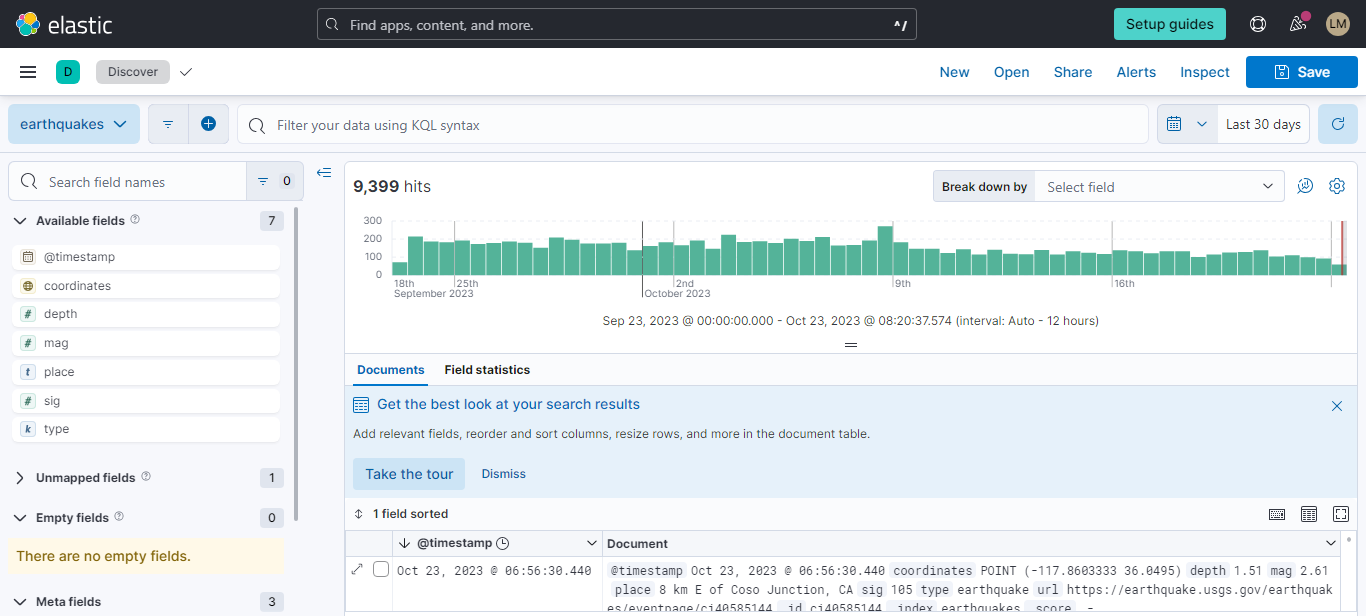 elastic
Find apps, content, and more.
^/
Setup guides
LM
D
Discover
New
Open
Share
Alerts
Inspect
Save
earthquakes
Filter your data using KQL syntax
Last 30 days
Search field names
0
Available fields
7
@timestamp
coordinates
# depth
# mag
t place
# sig
k type
Unmapped fields
1
Empty fields
0
There are no empty fields.
Meta fields
3
9,399 hits
Break down by
Select field
300
200
100
0
18th
25th
2nd
9th
16th
September 2023
October 2023
Sep 23, 2023 @ 00:00:00.000 - Oct 23, 2023 @ 08:20:37.574 (interval: Auto - 12 hours)
Documents
Field statistics
Get the best look at your search results
Add relevant fields, reorder and sort columns, resize rows, and more in the document table.
Take the tour
Dismiss
1 field sorted
@timestamp
Document
Oct 23, 2023 @ 06:56:30.440
@timestamp Oct 23, 2023 @ 06:56:30.440 coordinates POINT (-117.8603333 36.0495) depth 1.51 mag 2.61
place 8 km E of Coso Junction, CA sig 105 type earthquake url https://earthquake.usgs.gov/earthquak
es/eventpage/ci40585144 _id ci40585144 _index earthquakes _score -